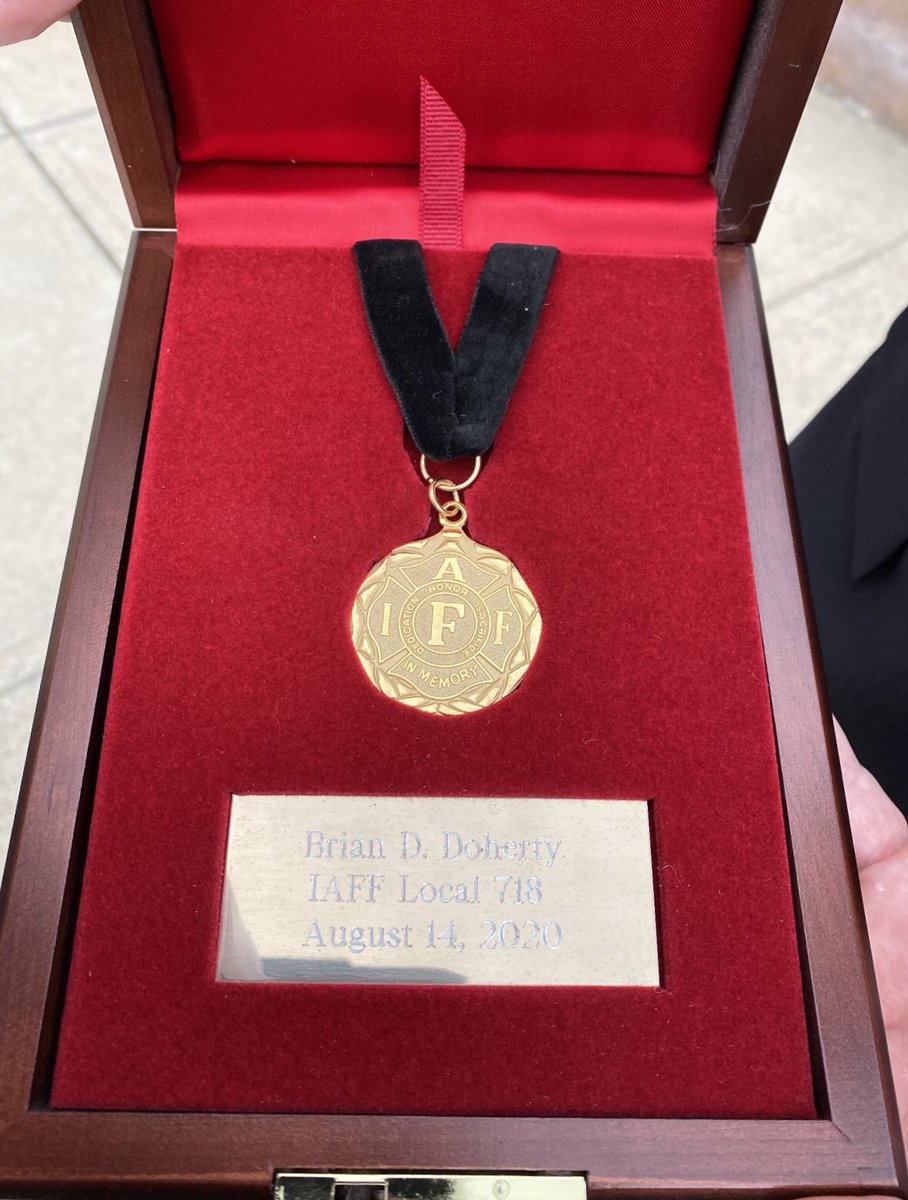 A
I F F
DEDICATION HONOR SACRIFICE
IN MEMORY
Brian D. Doherty
IAFF Local 718
August 14, 2020